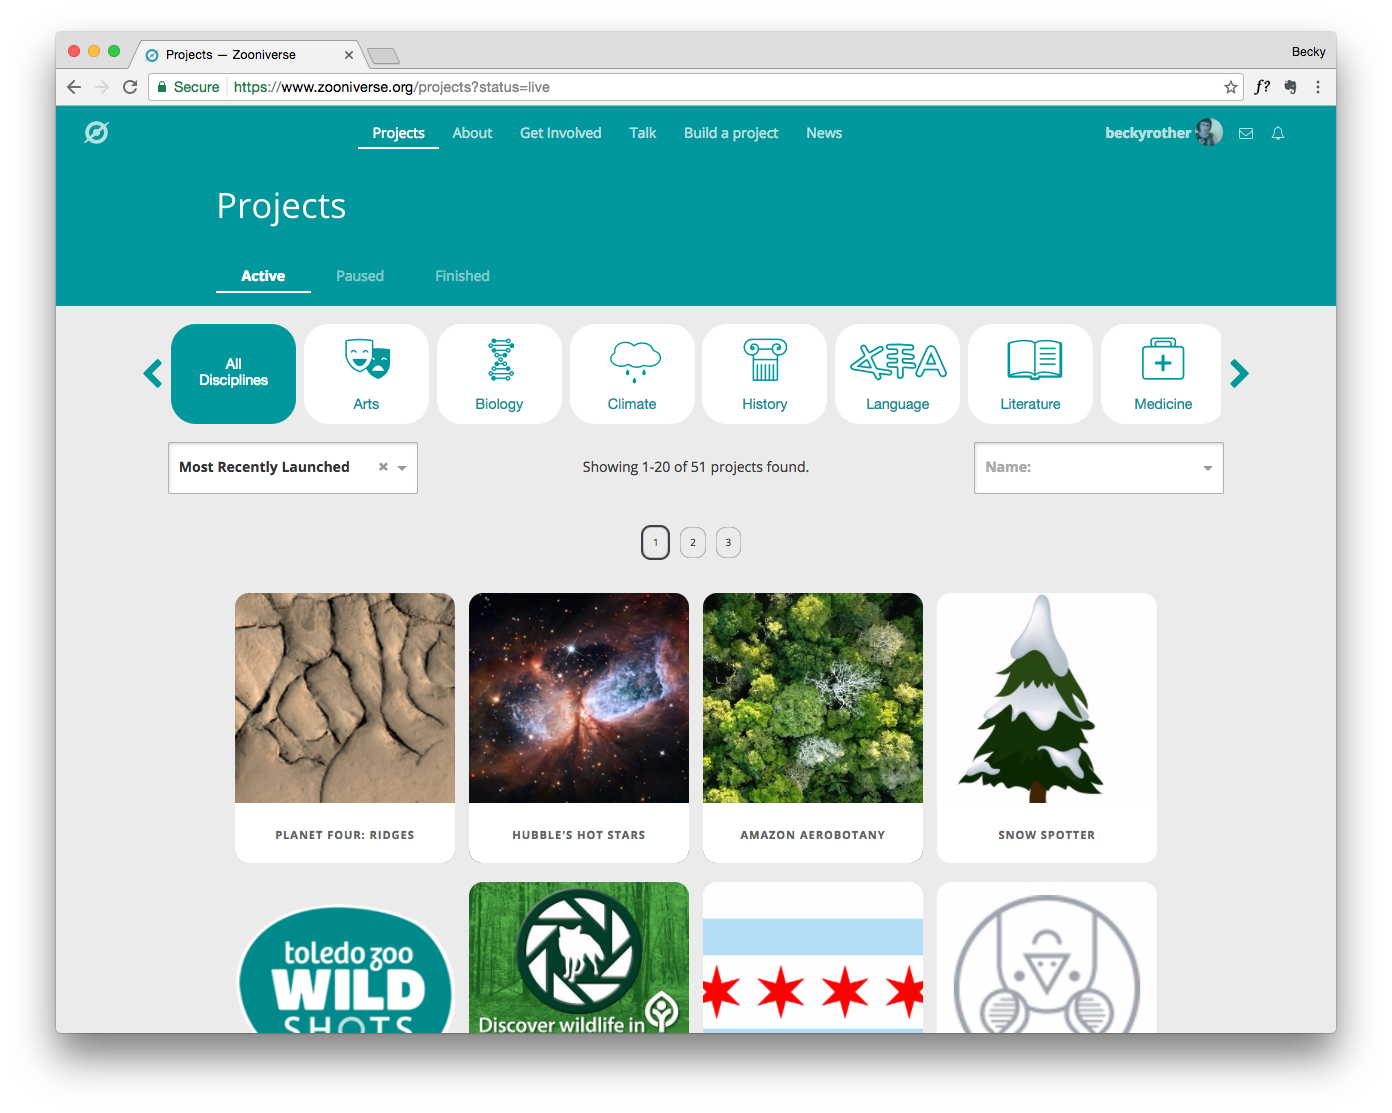 Projects — Zooniverse
Becky
Secure
https://www.zooniverse.org/projects?status=live
f?
Projects
About
Get Involved
Talk
Build a project
News
beckyrother
Projects
Active
Paused
Finished
All
Disciplines
Arts
Biology
Climate
History
Language
Literature
Medicine
Most Recently Launched
Showing 1-20 of 51 projects found.
Name:
1
2
3
PLANET FOUR: RIDGES
HUBBLE'S HOT STARS
AMAZON AEROBOTANY
SNOW SPOTTER
toledo zoo
WILD
SHOTS
Discover wildlife in